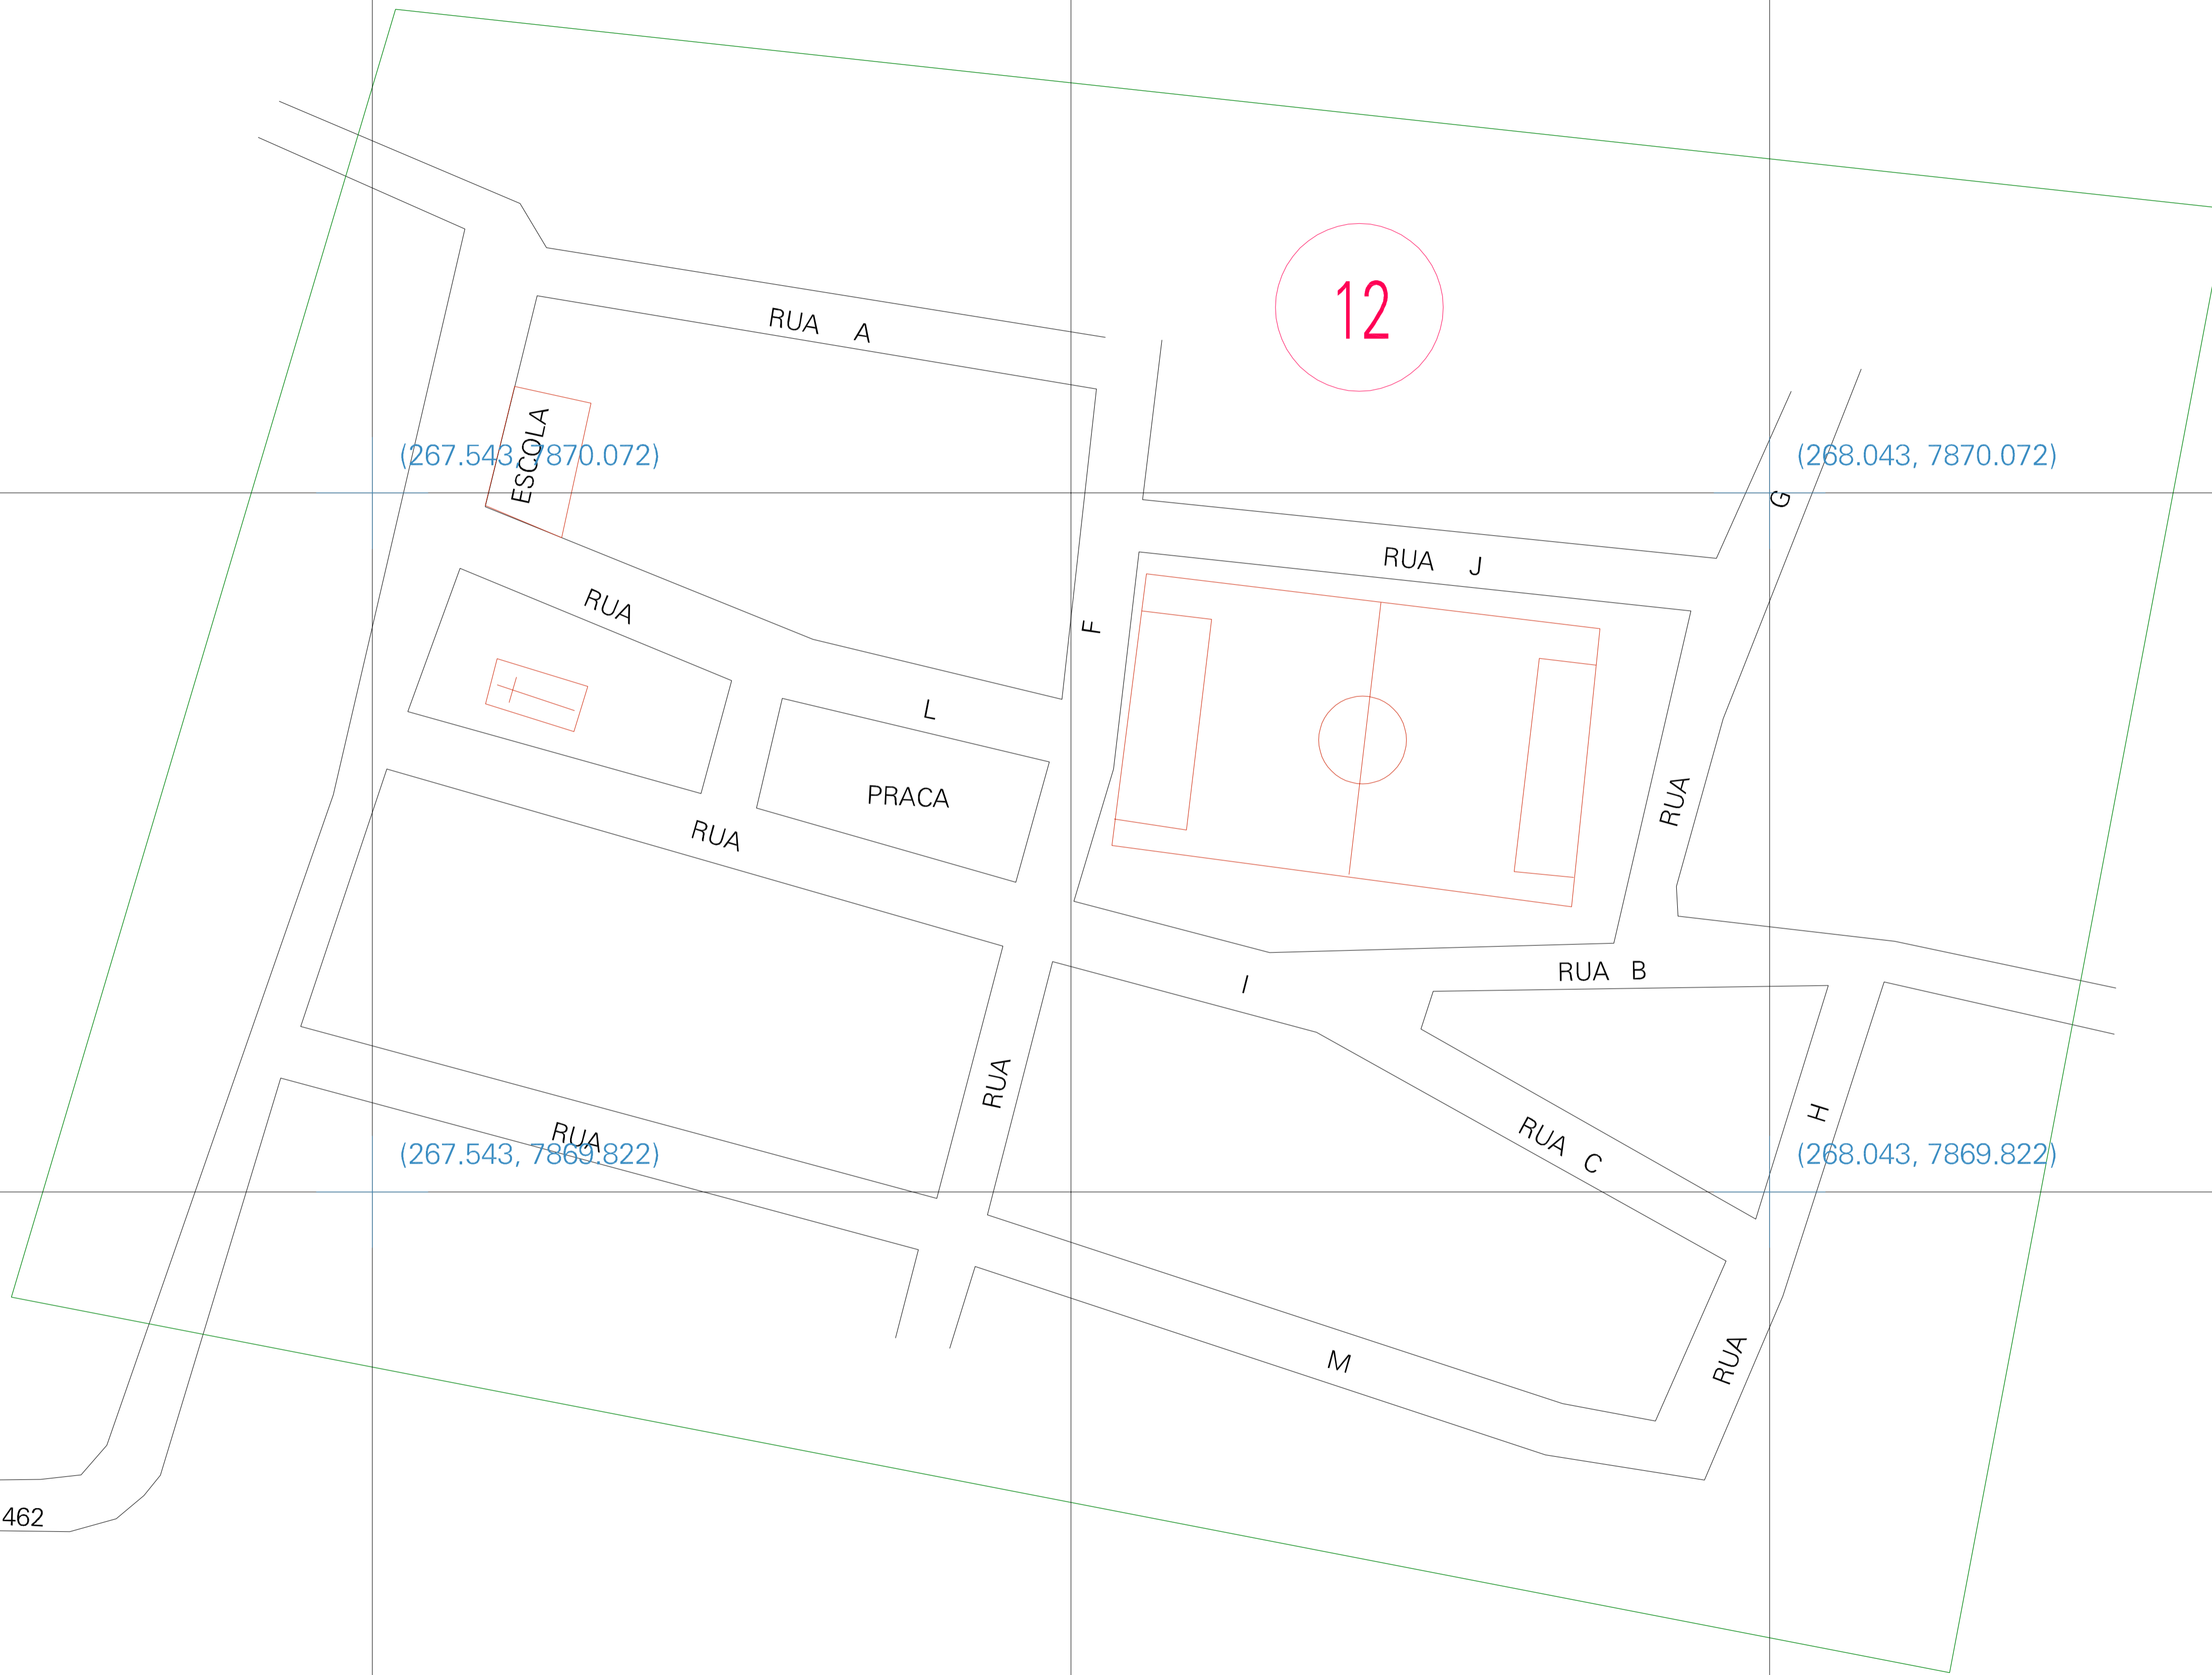 12
RUA A
ESCOLA
(267.543, 7870.072)
(268.043, 7870.072)
G
RUA J
RUA
F
L
PRACA
RUA
RUA
RUA B
I
RUA
H
RUA
RUA C
(267.543, 7869.822)
(268.043, 7869.822)
M
RUA
462